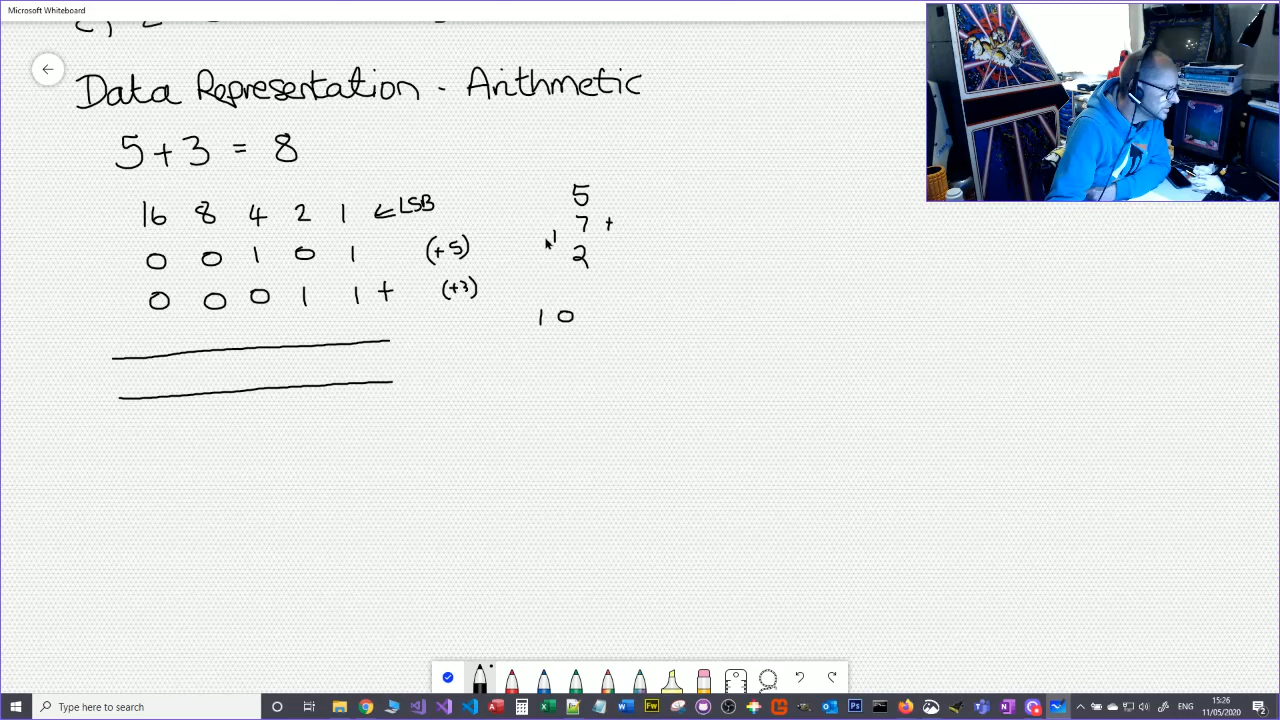 Microsoft Whiteboard
Data Representation - Arithmetic
5 + 3 = 8
16 8 4 2 1 ← LSB
0 0 1 0 1 (+5)
0 0 0 1 1 + (+3)
5
7 +
1 2
1 0
Type here to search
ENG
15:26
11/05/2020
2